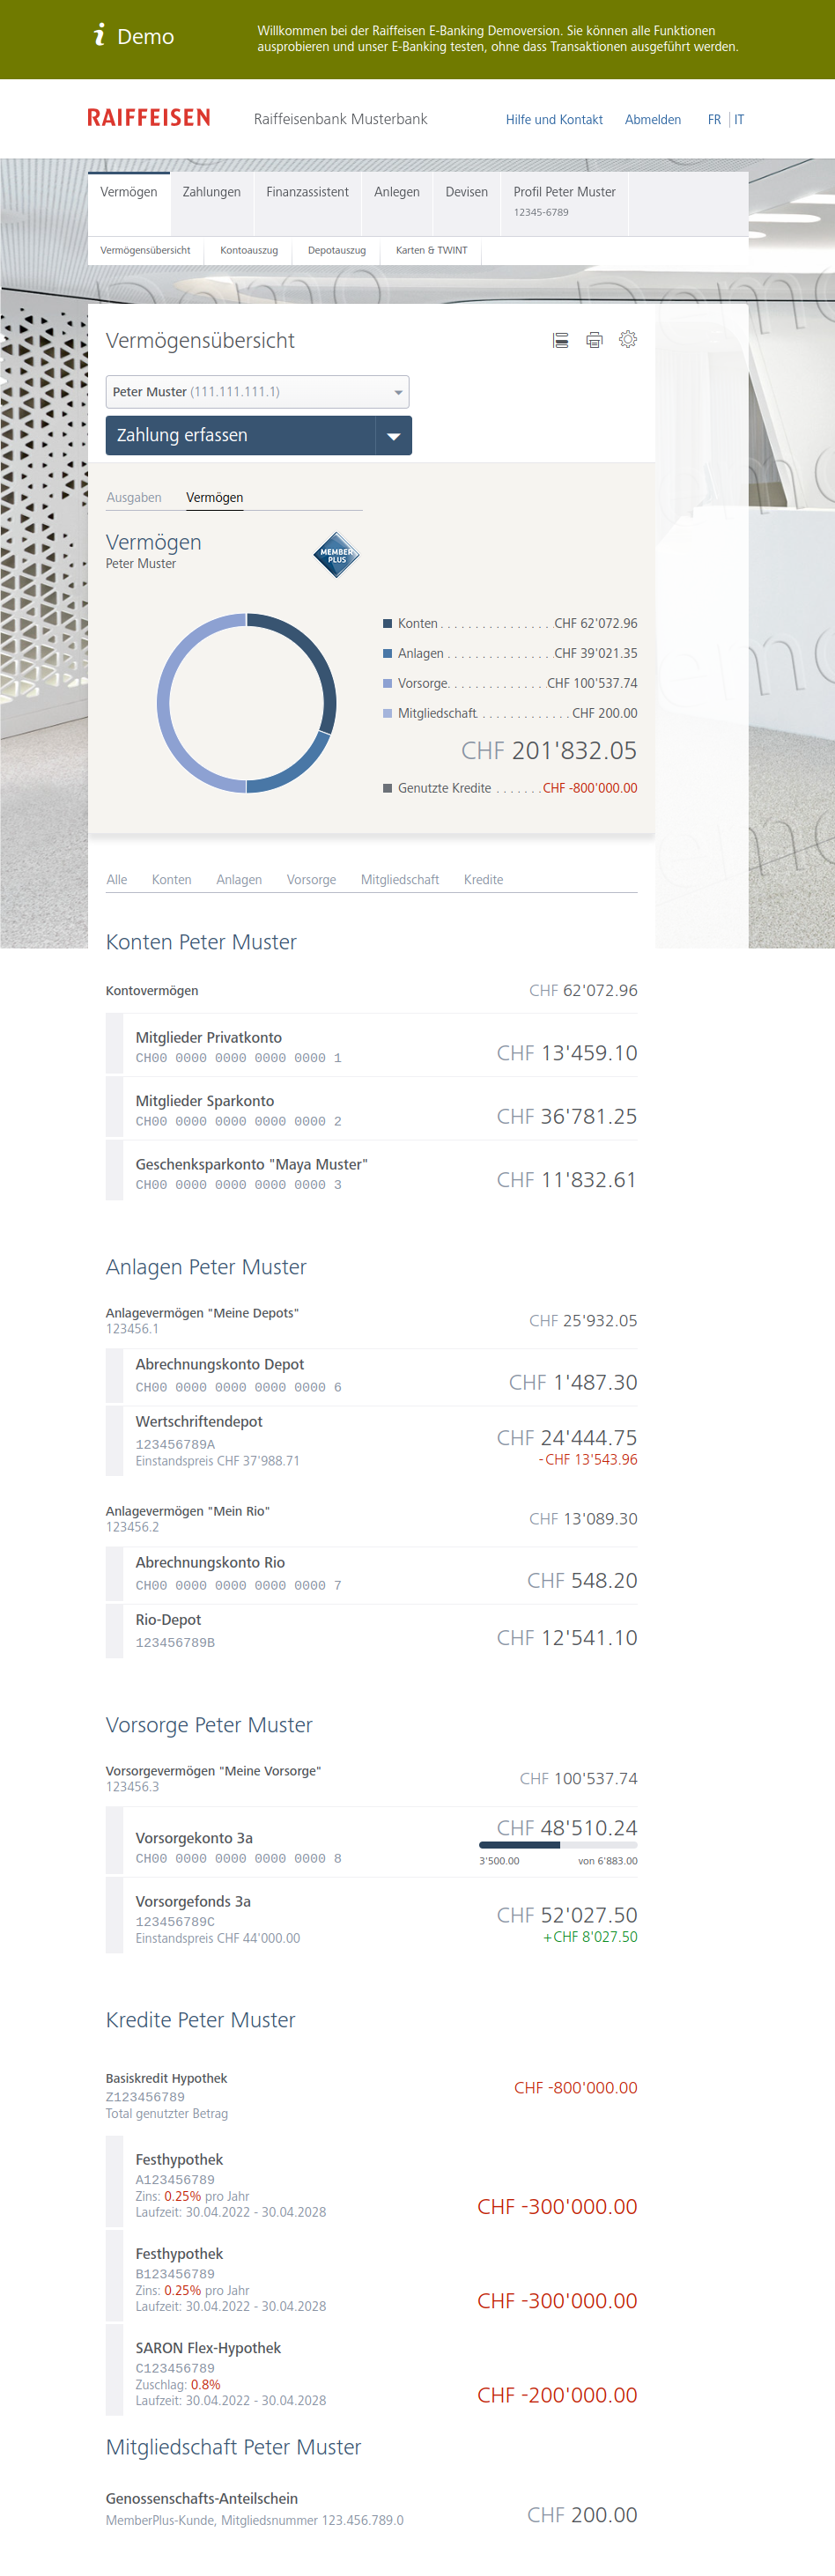 Demo
Willkommen bei der Raiffeisen E-Banking Demoversion. Sie können alle Funktionen
ausprobieren und unser E-Banking testen, ohne dass Transaktionen ausgeführt werden.
RAIFFEISEN
Raiffeisenbank Musterbank
Hilfe und Kontakt
Abmelden
FR
IT
Vermögen
Zahlungen
Finanzassistent
Anlegen
Devisen
Profil Peter Muster
12345-6789
Vermögensübersicht
Kontoauszug
Depotauszug
Karten & TWINT
Vermögensübersicht
Peter Muster (111.111.111.1)
Zahlung erfassen
Ausgaben
Vermögen
Vermögen
Peter Muster
MEMBER
PLUS
Konten . . . . . . . . . . . . . . . . CHF 62'072.96
Anlagen . . . . . . . . . . . . . . . CHF 39'021.35
Vorsorge. . . . . . . . . . . . . . CHF 100'537.74
Mitgliedschaft . . . . . . . . . . . . . CHF 200.00
CHF 201'832.05
Genutzte Kredite . . . . . . . CHF -800'000.00
Alle
Konten
Anlagen
Vorsorge
Mitgliedschaft
Kredite
Konten Peter Muster
Kontovermögen
CHF 62'072.96
Mitglieder Privatkonto
CH00 0000 0000 0000 0000 1
CHF 13'459.10
Mitglieder Sparkonto
CH00 0000 0000 0000 0000 2
CHF 36'781.25
Geschenksparkonto "Maya Muster"
CH00 0000 0000 0000 0000 3
CHF 11'832.61
Anlagen Peter Muster
Anlagevermögen "Meine Depots"
123456.1
CHF 25'932.05
Abrechnungskonto Depot
CH00 0000 0000 0000 0000 6
CHF 1'487.30
Wertschriftendepot
123456789A
Einstandspreis CHF 37'988.71
CHF 24'444.75
-CHF 13'543.96
Anlagevermögen "Mein Rio"
123456.2
CHF 13'089.30
Abrechnungskonto Rio
CH00 0000 0000 0000 0000 7
CHF 548.20
Rio-Depot
123456789B
CHF 12'541.10
Vorsorge Peter Muster
Vorsorgevermögen "Meine Vorsorge"
123456.3
CHF 100'537.74
Vorsorgekonto 3a
CH00 0000 0000 0000 0000 8
CHF 48'510.24
3'500.00
von 6'883.00
Vorsorgefonds 3a
123456789C
Einstandspreis CHF 44'000.00
CHF 52'027.50
+CHF 8'027.50
Kredite Peter Muster
Basiskredit Hypothek
Z123456789
Total genutzter Betrag
CHF -800'000.00
Festhypothek
A123456789
Zins: 0.25% pro Jahr
Laufzeit: 30.04.2022 - 30.04.2028
CHF -300'000.00
Festhypothek
B123456789
Zins: 0.25% pro Jahr
Laufzeit: 30.04.2022 - 30.04.2028
CHF -300'000.00
SARON Flex-Hypothek
C123456789
Zuschlag: 0.8%
Laufzeit: 30.04.2022 - 30.04.2028
CHF -200'000.00
Mitgliedschaft Peter Muster
Genossenschafts-Anteilschein
MemberPlus-Kunde, Mitgliedsnummer 123.456.789.0
CHF 200.00